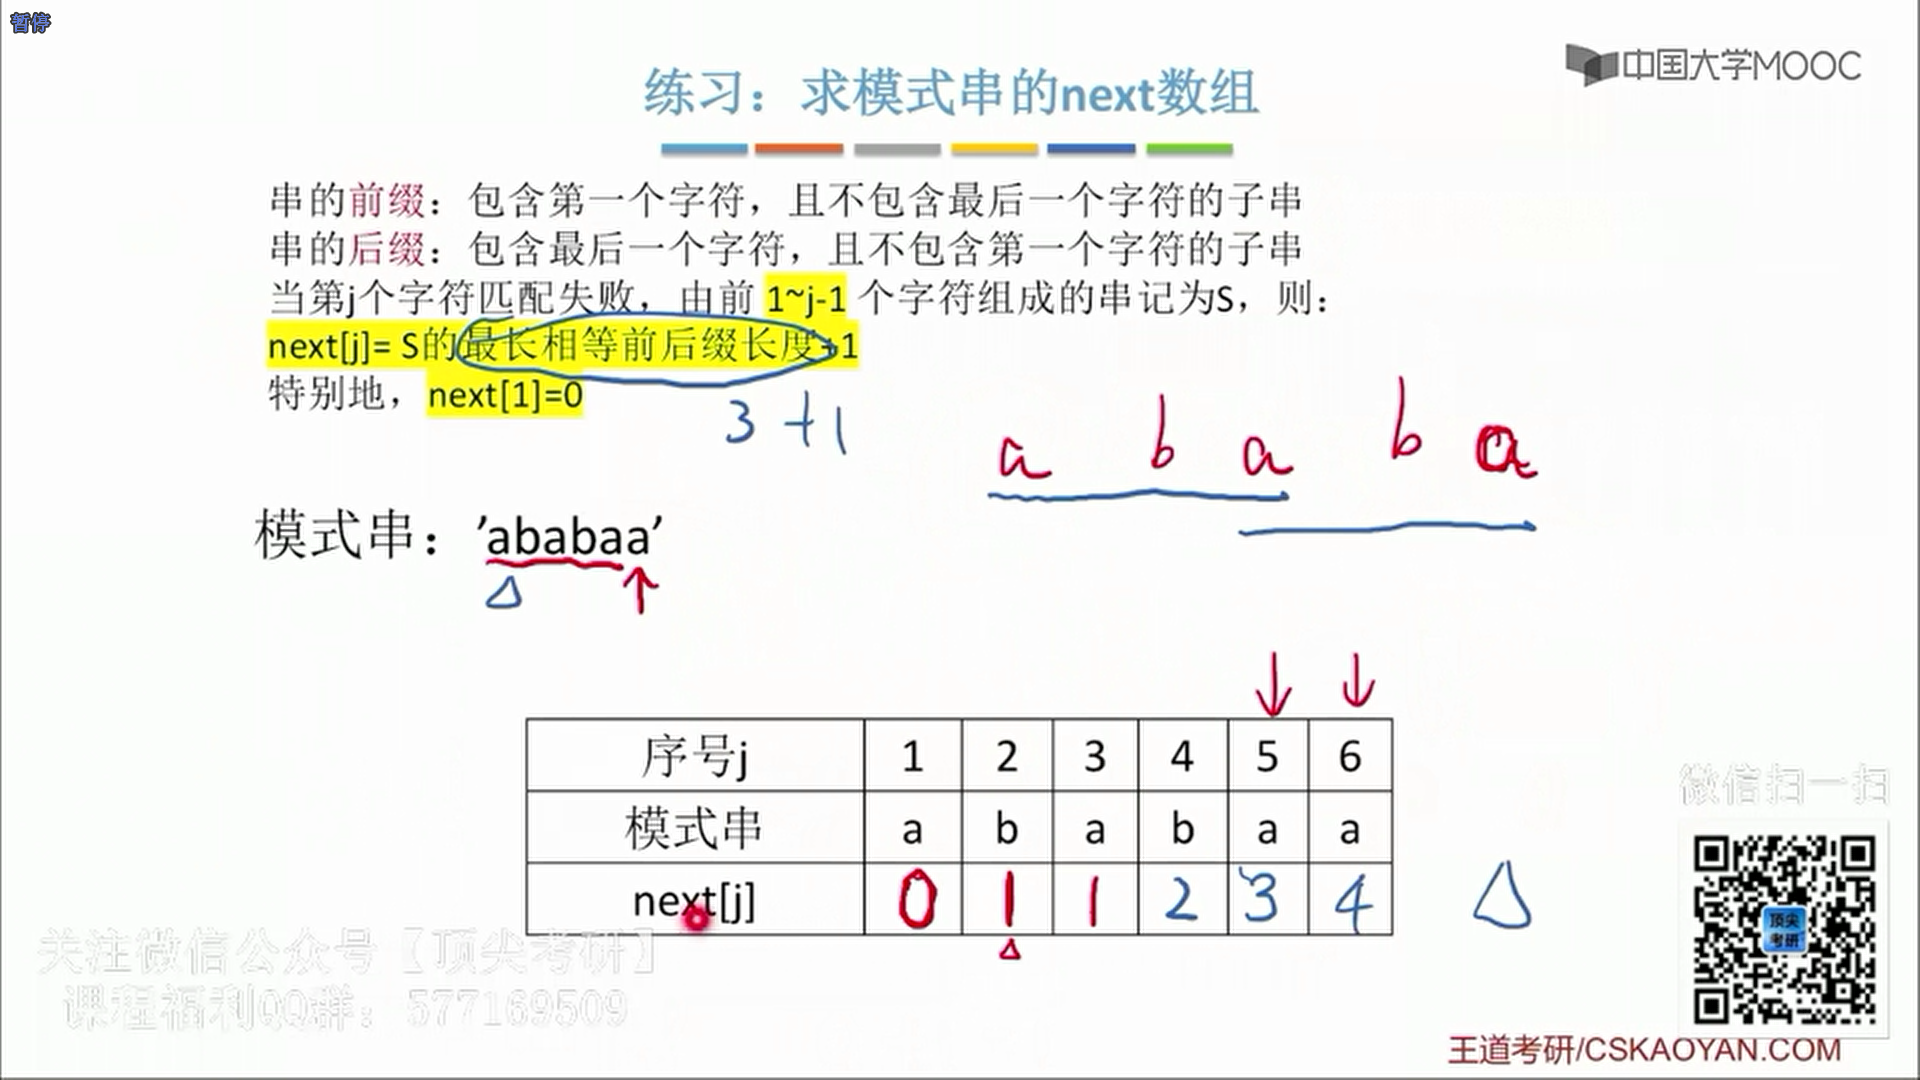 暂停
中国大学MOOC
练习：求模式串的next数组
串的前缀：包含第一个字符，且不包含最后一个字符的子串
串的后缀：包含最后一个字符，且不包含第一个字符的子串
当第j个字符匹配失败，由前 1~j-1 个字符组成的串记为S，则：
next[j]= S的最长相等前后缀长度+1
特别地，next[1]=0
3 +1
a b a b a
模式串：’ababaa’
序号j 1 2 3 4 5 6
模式串 a b a b a a
next[j] 0 1 1 2 3 4
微信扫一扫
顶尖
考研
关注微信公众号【顶尖考研】
课程福利QQ群：577169509
王道考研/CSKAOYAN.COM